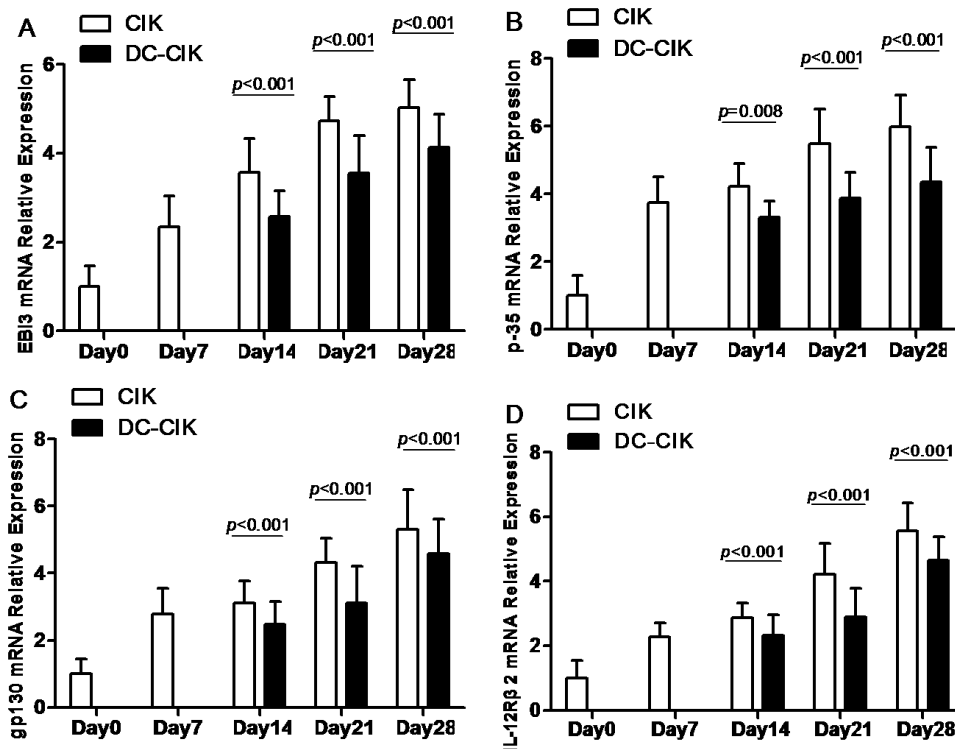 A
CIK
DC-CIK
p<0.001
p<0.001
p<0.001
EBI3 mRNA Relative Expression
6
4
2
0
Day0 Day7 Day14 Day21 Day28
B
CIK
DC-CIK
p=0.008
p<0.001
p<0.001
p-35 mRNA Relative Expression
8
6
4
2
0
Day0 Day7 Day14 Day21 Day28
C
CIK
DC-CIK
p<0.001
p<0.001
p<0.001
gp130 mRNA Relative Expression
8
6
4
2
0
Day0 Day7 Day14 Day21 Day28
D
CIK
DC-CIK
p<0.001
p<0.001
p<0.001
IL-12Rβ 2 mRNA Relative Expression
8
6
4
2
0
Day0 Day7 Day14 Day21 Day28